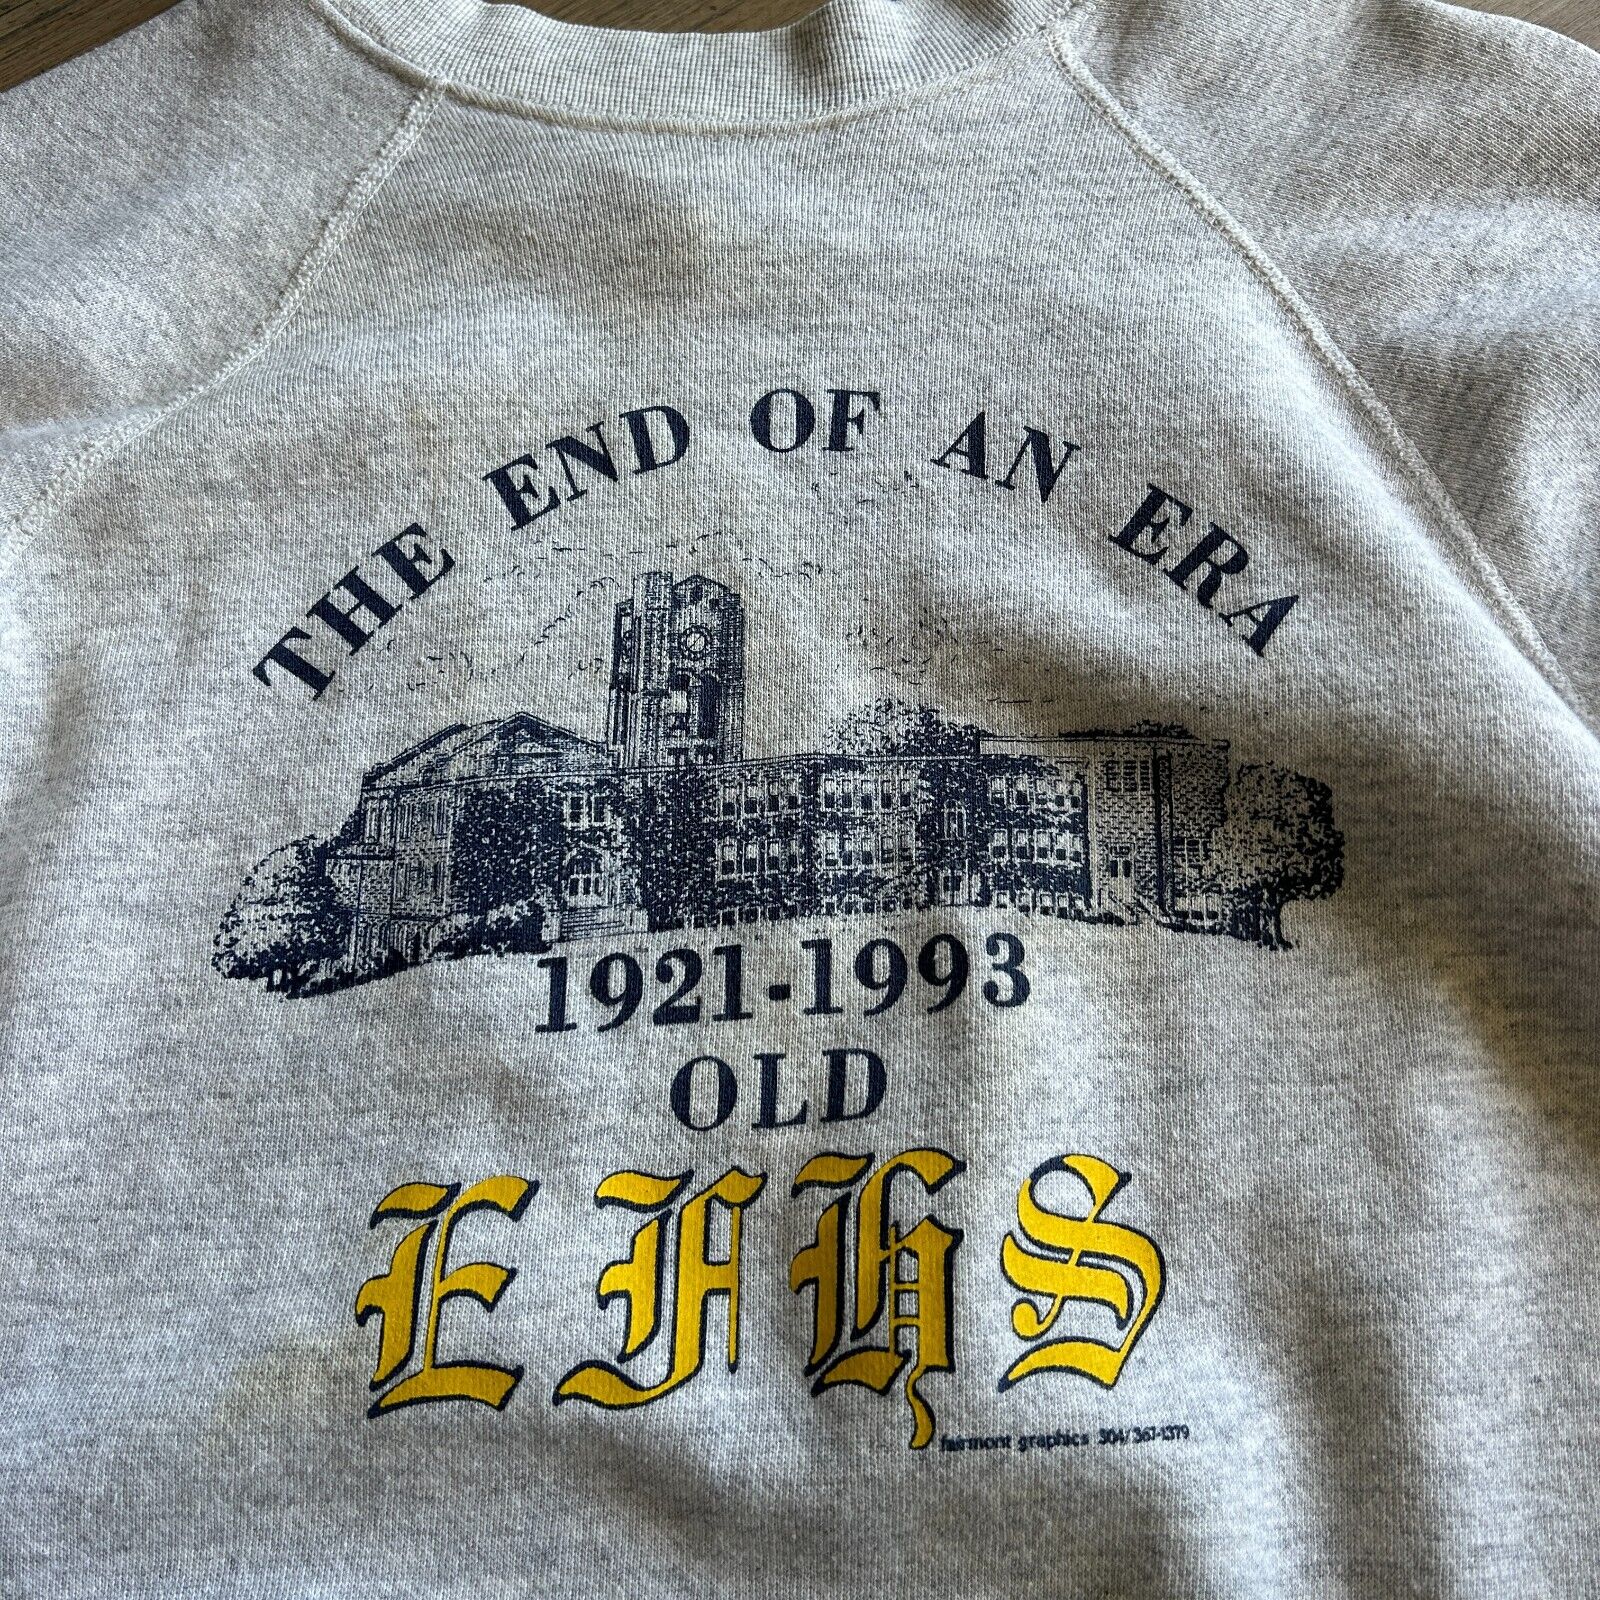 THE END OF AN ERA
1921-1993
OLD
EFHS
fairmont graphics 304/367-1379